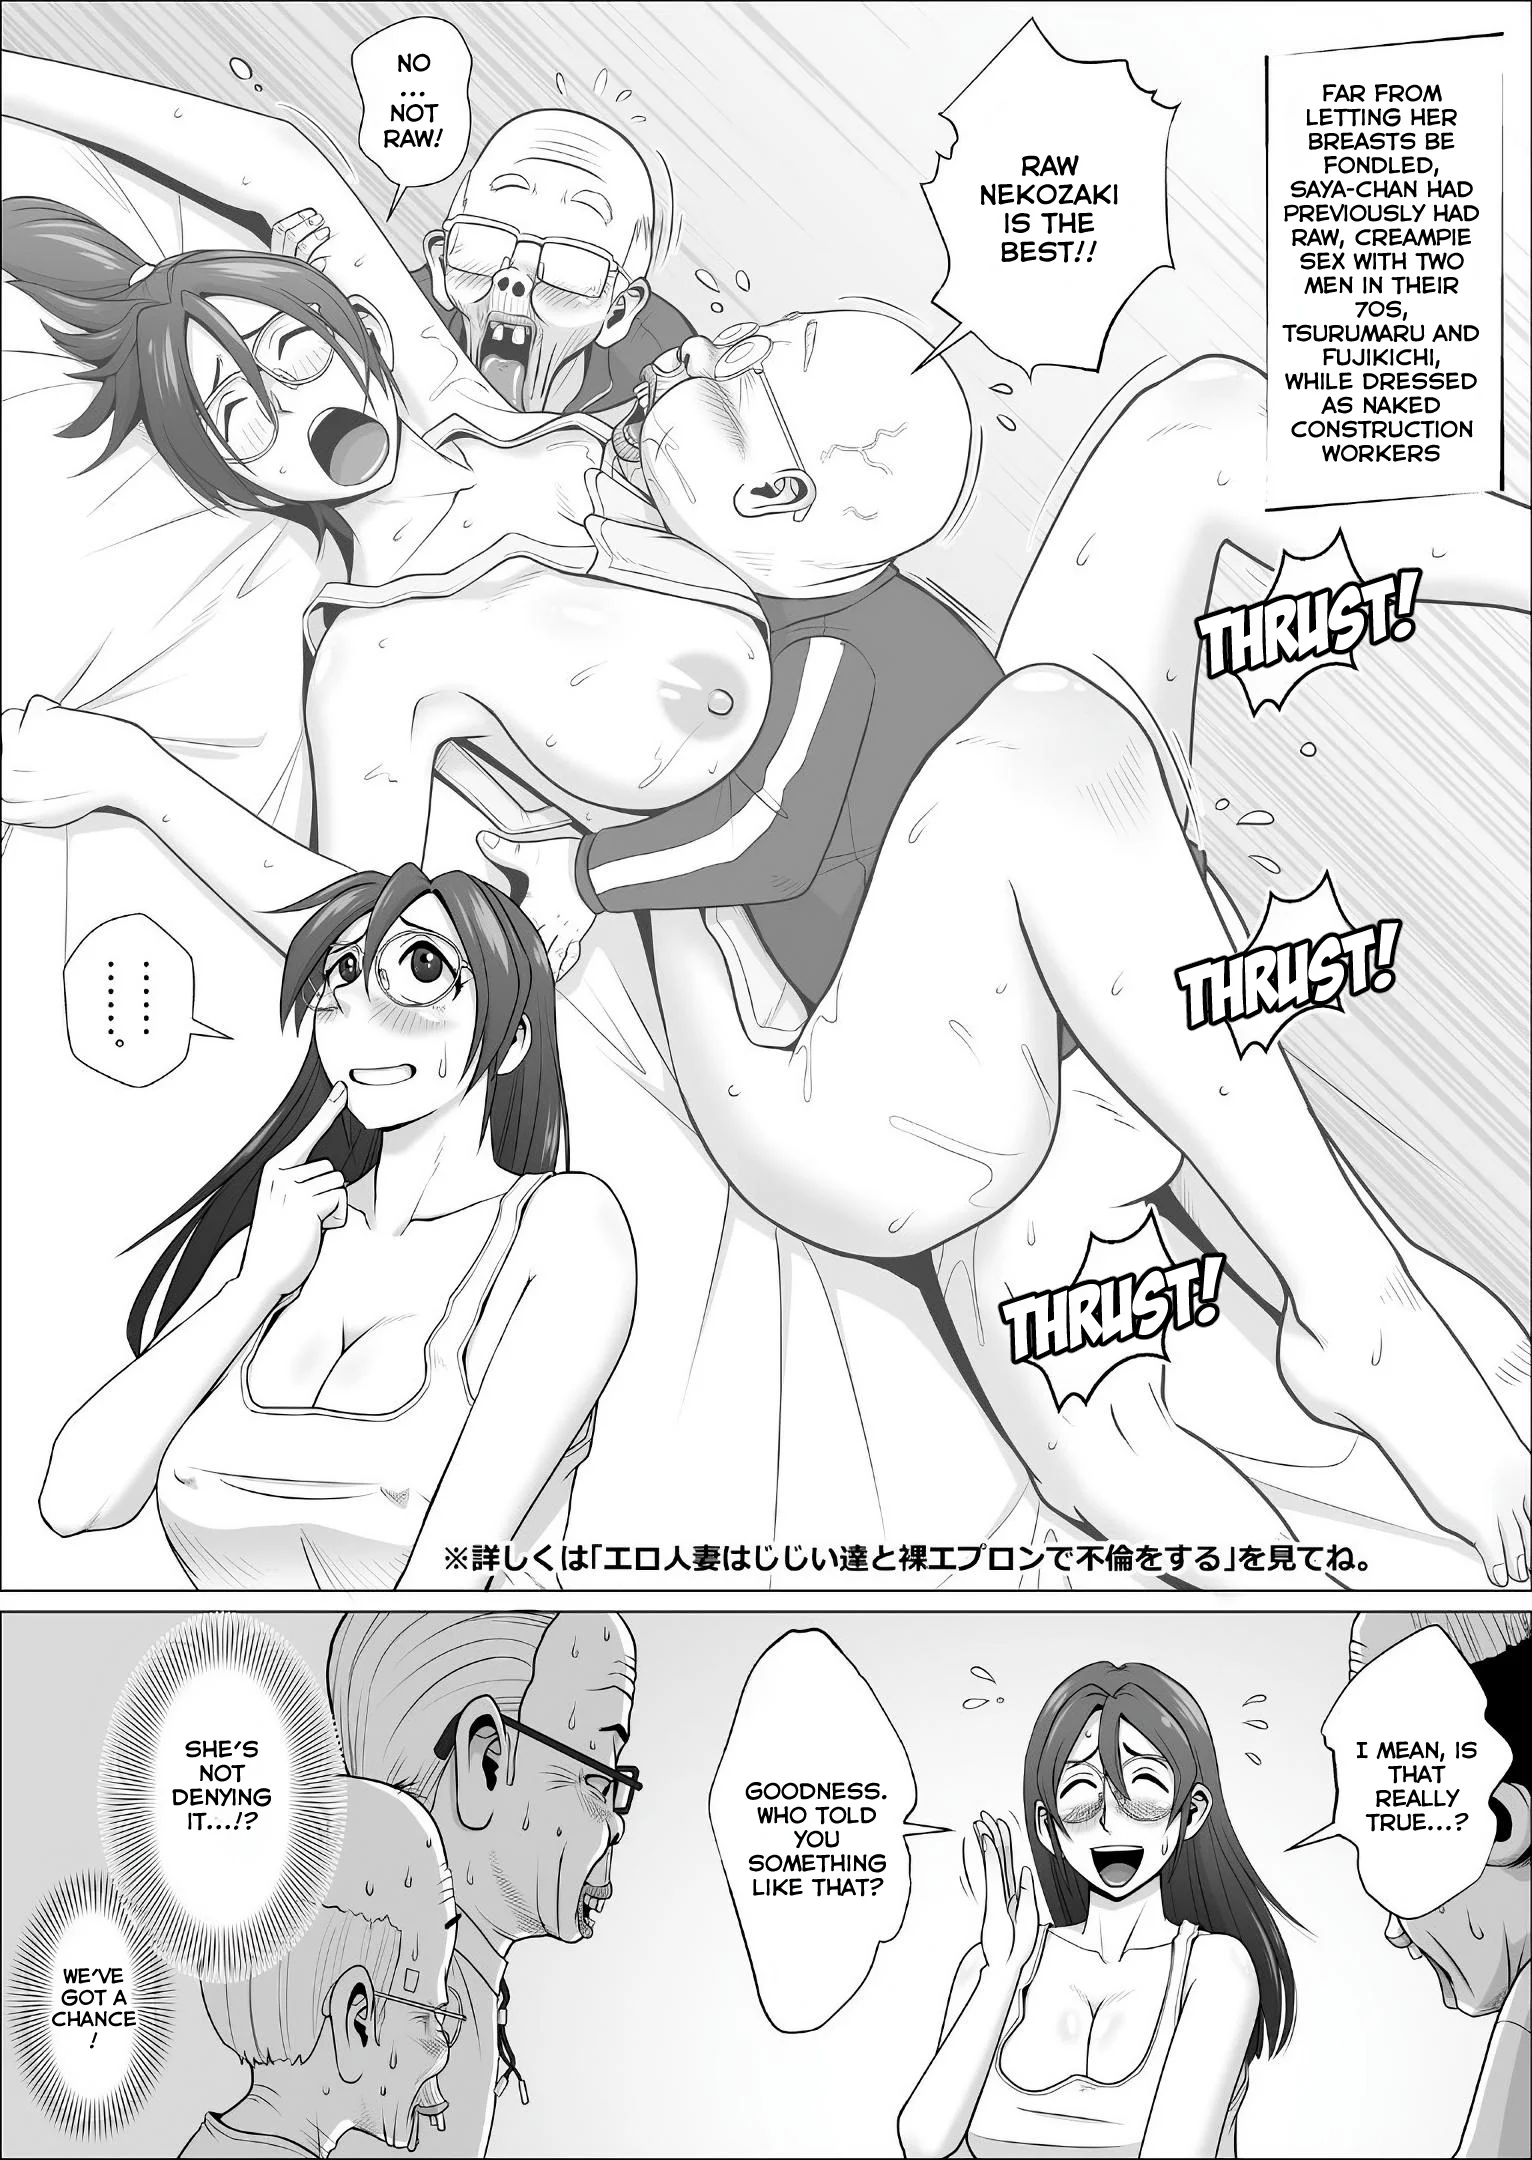 FAR FROM
LETTING HER
BREASTS BE
FONDLED,
SAYA-CHAN HAD
PREVIOUSLY HAD
RAW, CREAMPIE
SEX WITH TWO
MEN IN THEIR
70S,
TSURUMARU AND
FUJIKICHI,
WHILE DRESSED
AS NAKED
CONSTRUCTION
WORKERS
RAW
NEKOZAKI
IS THE
BEST!!
NO
...
NOT
RAW!
THRUST!
THRUST!
THRUST!
……
……。
※詳しくは「エロ人妻はじじい達と裸エプロンで不倫をする」を見てね。
I MEAN, IS
THAT
REALLY
TRUE...?
GOODNESS.
WHO TOLD
YOU
SOMETHING
LIKE THAT?
SHE'S
NOT
DENYING
IT...!?
WE'VE
GOT A
CHANCE
!